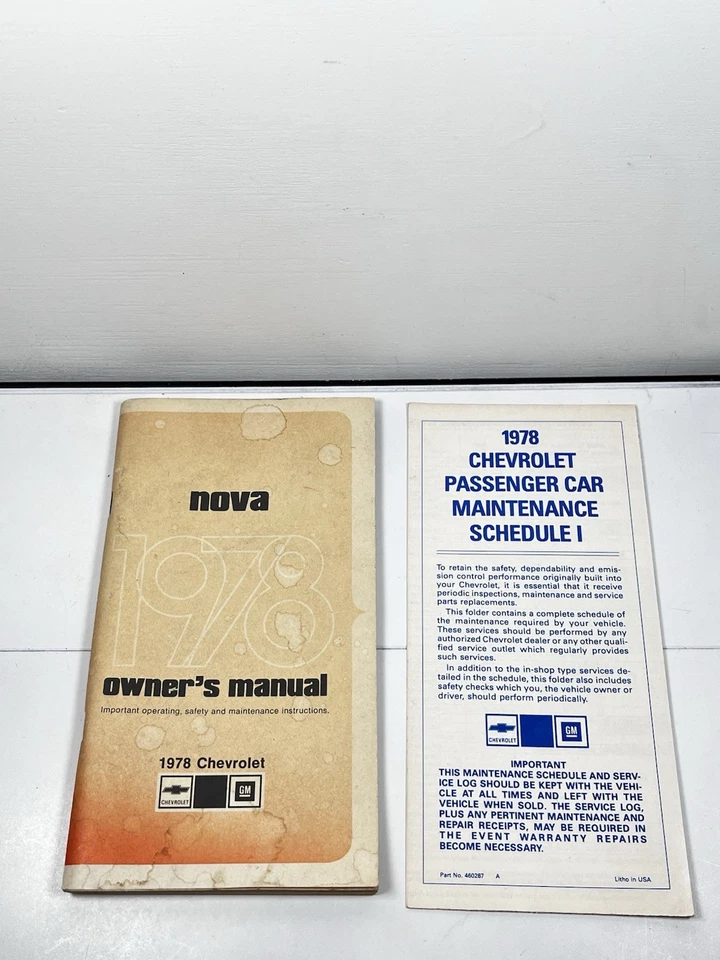 nova
1978
owner's manual
Important operating, safety and maintenance instructions.
1978 Chevrolet
CHEVROLET
GM
1978
CHEVROLET
PASSENGER CAR
MAINTENANCE
SCHEDULE I
To retain the safety, dependability and emis-
sion control performance originally built into
your Chevrolet, it is essential that it receive
periodic inspections, maintenance and service
parts replacements.
This folder contains a complete schedule of
the maintenance required by your vehicle.
These services should be performed by any
authorized Chevrolet dealer or any other quali-
fied service outlet which regularly provides
such services.
In addition to the in-shop type services de-
tailed in the schedule, this folder also includes
safety checks which you, the vehicle owner or
driver, should perform periodically.
CHEVROLET
GM
IMPORTANT
THIS MAINTENANCE SCHEDULE AND SERV-
ICE LOG SHOULD BE KEPT WITH THE VEHI-
CLE AT ALL TIMES AND LEFT WITH THE
VEHICLE WHEN SOLD. THE SERVICE LOG,
PLUS ANY PERTINENT MAINTENANCE AND
REPAIR RECEIPTS, MAY BE REQUIRED IN
THE EVENT WARRANTY REPAIRS
BECOME NECESSARY.
Part No. 460287 A Litho in USA